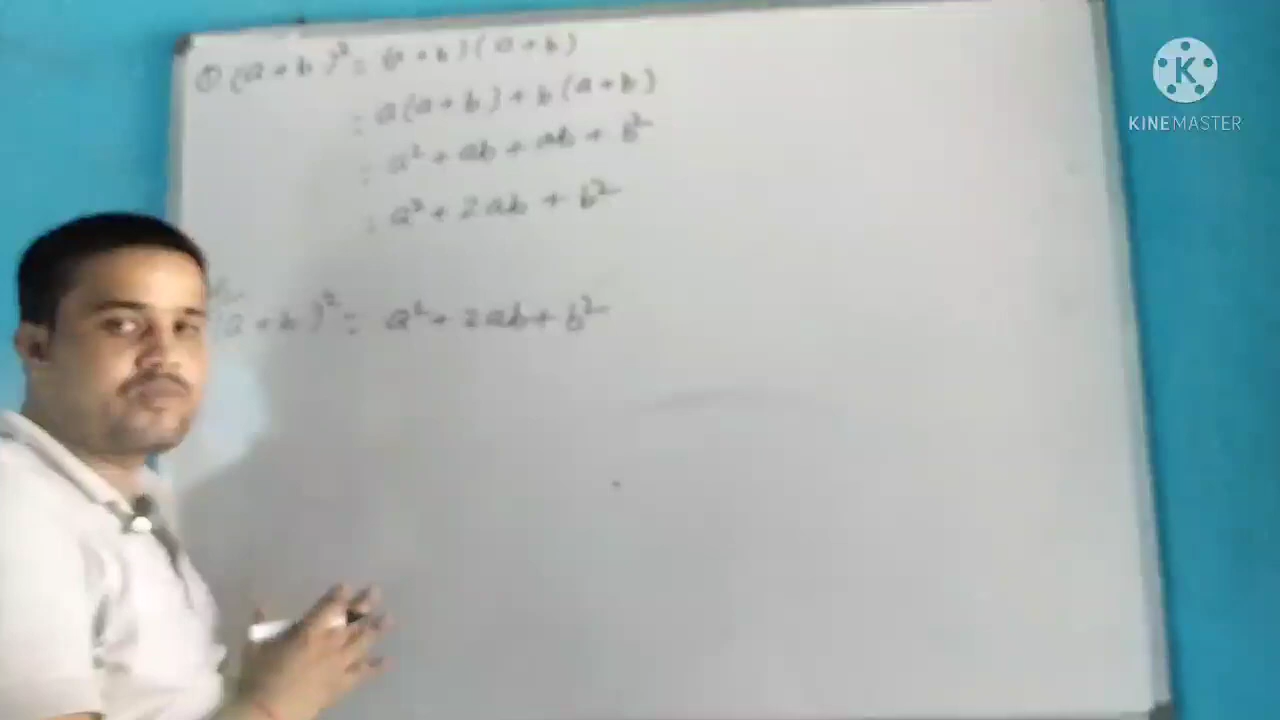 ① (a+b)² = (a+b)(a+b)
= a(a+b)+b(a+b)
= a²+ab+ab+b²
= a²+2ab+b²
(a+b)² = a²+2ab+b²
KINEMASTER